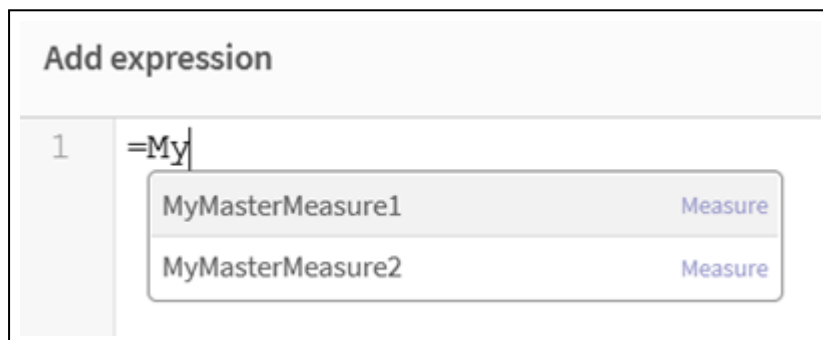 Add expression
1 =My
MyMasterMeasure1 Measure
MyMasterMeasure2 Measure